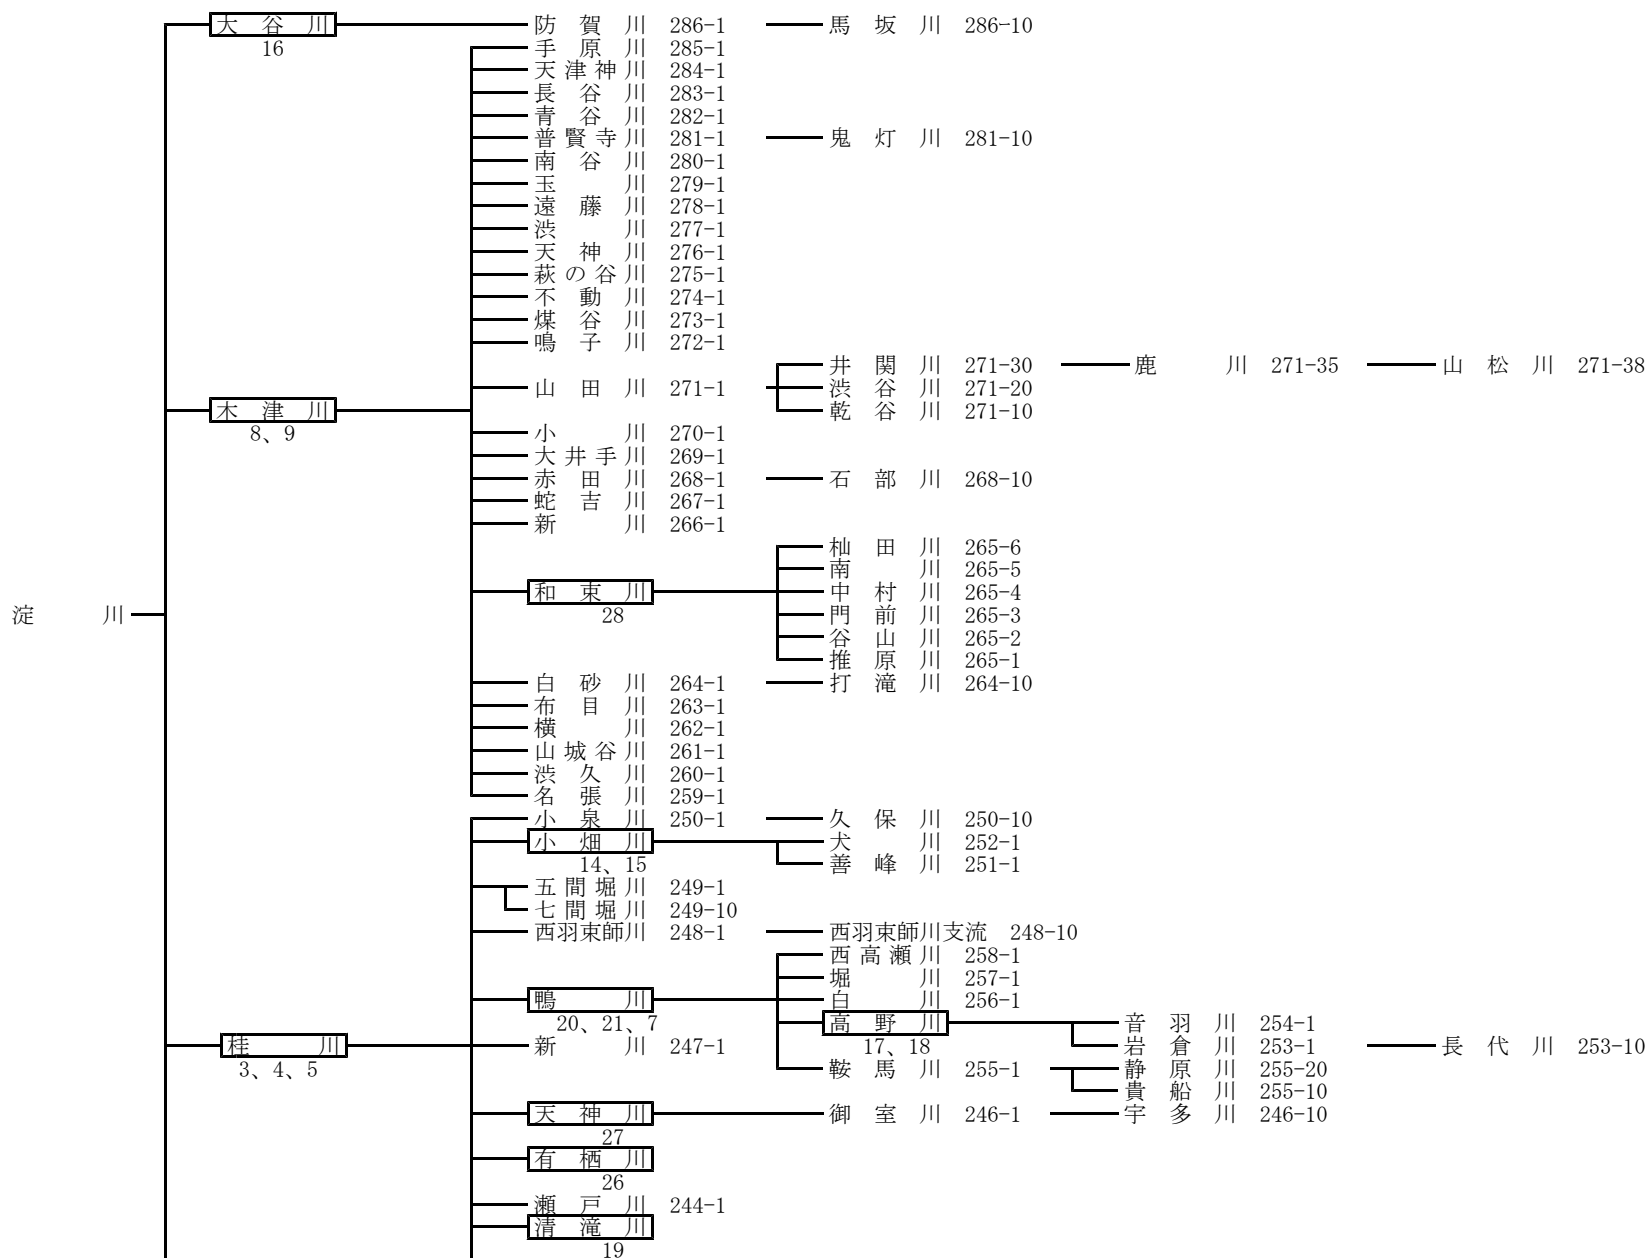 大谷川 防賀川 286-1 馬坂川 286-10
16 手原川 285-1
天津神川 284-1
長谷川 283-1
青谷川 282-1
普賢寺川 281-1 鬼灯川 281-10
南谷川 280-1
玉川 279-1
遠藤川 278-1
渋川 277-1
天神川 276-1
萩の谷川 275-1
不動川 274-1
煤谷川 273-1
鳴子川 272-1
井関川 271-30 鹿川 271-35 山松川 271-38
山田川 271-1 渋谷川 271-20
木津川 乾谷川 271-10
8、9 小川 270-1
大井手川 269-1
赤田川 268-1 石部川 268-10
蛇吉川 267-1
新川 266-1
杣田川 265-6
南川 265-5
和束川 中村川 265-4
淀川 28 門前川 265-3
谷山川 265-2
推原川 265-1
白砂川 264-1 打滝川 264-10
布目川 263-1
横川 262-1
山城谷川 261-1
渋久川 260-1
名張川 259-1
小泉川 250-1 久保川 250-10
小畑川 犬川 252-1
14、15 善峰川 251-1
五間堀川 249-1
七間堀川 249-10
西羽束師川 248-1 西羽束師川支流 248-10
西高瀬川 258-1
堀川 257-1
鴨川 白川 256-1
20、21、7 高野川 音羽川 254-1
桂川 新川 247-1 17、18 岩倉川 253-1 長代川 253-10
3、4、5 鞍馬川 255-1 静原川 255-20
貴船川 255-10
天神川 御室川 246-1 宇多川 246-10
27
有栖川
26
瀬戸川 244-1
清滝川
19